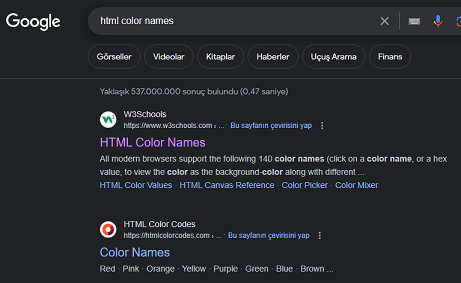 Google
html color names
Görseller
Videolar
Kitaplar
Haberler
Uçuş Arama
Finans
Yaklaşık 537.000.000 sonuç bulundu (0,47 saniye)
W3Schools
https://www.w3schools.com › ... · Bu sayfanın çevirisini yap
HTML Color Names
All modern browsers support the following 140 color names (click on a color name, or a hex
value, to view the color as the background-color along with different ...
HTML Color Values · HTML Canvas Reference · Color Picker · Color Mixer
HTML Color Codes
https://htmlcolorcodes.com › ... · Bu sayfanın çevirisini yap
Color Names
Red · Pink · Orange · Yellow · Purple · Green · Blue · Brown ...